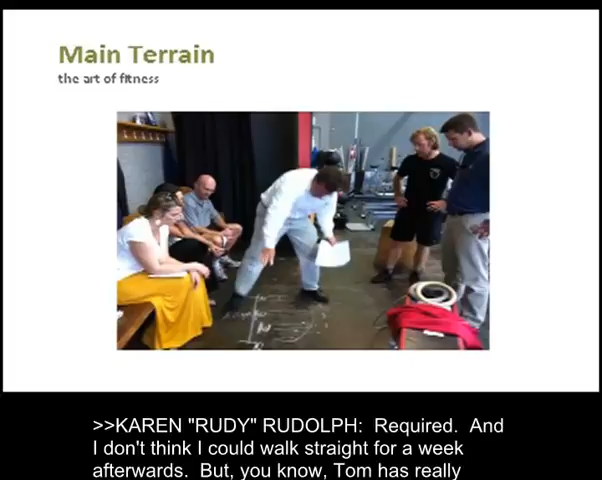 Main Terrain
the art of fitness
>>KAREN "RUDY" RUDOLPH:  Required.  And
I don't think I could walk straight for a week
afterwards.  But, you know, Tom has really